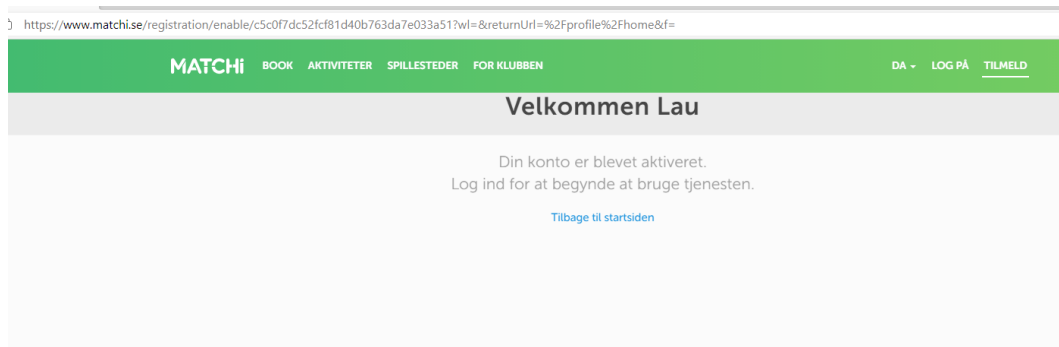 https://www.matchi.se/registration/enable/c5c0f7dc52fcf81d40b763da7e033a51?wl=&returnUrl=%2Fprofile%2Fhome&f=
MATCHi BOOK AKTIVITETER SPILLESTEDER FOR KLUBBEN DA LOG PÅ TILMELD
Velkommen Lau
Din konto er blevet aktiveret.
Log ind for at begynde at bruge tjenesten.
Tilbage til startsiden